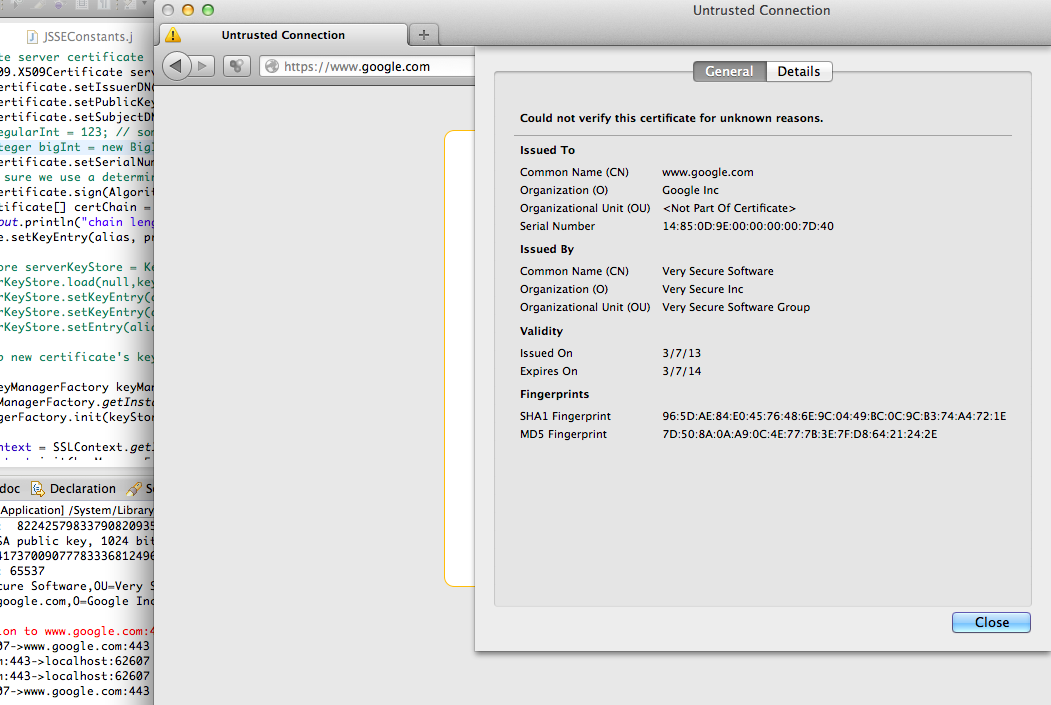 Untrusted Connection
JSSEConstants.j
Untrusted Connection
https://www.google.com
te server certificate
09.X509Certificate serv
ertificate.setIssuerDN(
ertificate.setPublicKey
ertificate.setSubjectDN
egularInt = 123; // som
teger bigInt = new BigI
ertificate.setSerialNum
sure we use a determin
ertificate.sign(Algorit
tificate[] certChain =
out.println("chain leng
e.setKeyEntry(alias, pr
ore serverKeyStore = Ke
rKeyStore.load(null,key
rKeyStore.setKeyEntry(
rKeyStore.setKeyEntry(
rKeyStore.setEntry(alia
o new certificate's key
eyManagerFactory keyMan
ManagerFactory.getInsta
gerFactory.init(keyStor
ntext = SSLContext.get
doc Declaration
Application] /System/Library
: 82242579833790820935
SA public key, 1024 bit
41737009077783336812496
: 65537
cure Software,OU=Very S
google.com,O=Google Inc
on to www.google.com:4
07->www.google.com:443
m:443->localhost:62607
m:443->localhost:62607
07->www.google.com:443
General
Details
Could not verify this certificate for unknown reasons.
Issued To
Common Name (CN) www.google.com
Organization (O) Google Inc
Organizational Unit (OU) <Not Part Of Certificate>
Serial Number 14:85:0D:9E:00:00:00:00:7D:40
Issued By
Common Name (CN) Very Secure Software
Organization (O) Very Secure Inc
Organizational Unit (OU) Very Secure Software Group
Validity
Issued On 3/7/13
Expires On 3/7/14
Fingerprints
SHA1 Fingerprint 96:5D:AE:84:E0:45:76:48:6E:9C:04:49:BC:0C:9C:B3:74:A4:72:1E
MD5 Fingerprint 7D:50:8A:0A:A9:0C:4E:77:7B:3E:7F:D8:64:21:24:2E
Close